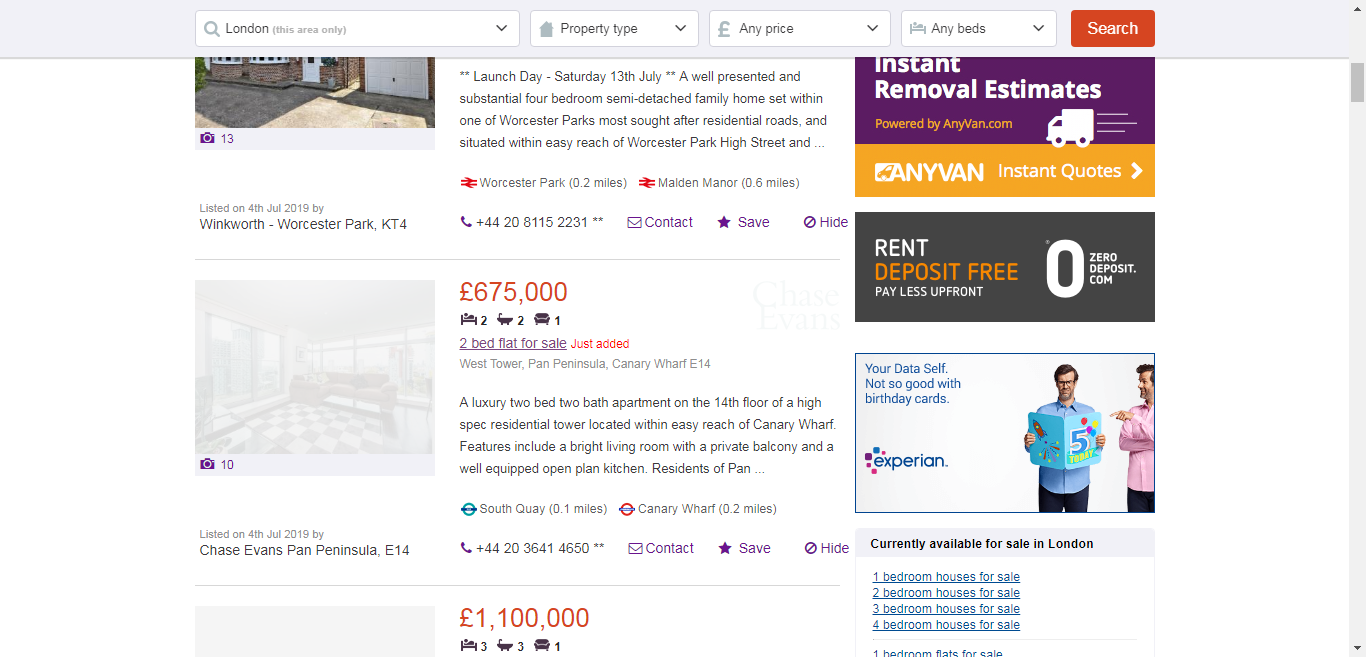 London (this area only)
Property type
Any price
Any beds
Search
** Launch Day - Saturday 13th July ** A well presented and
substantial four bedroom semi-detached family home set within
one of Worcester Parks most sought after residential roads, and
situated within easy reach of Worcester Park High Street and ...
13
Worcester Park (0.2 miles) Malden Manor (0.6 miles)
Listed on 4th Jul 2019 by
Winkworth - Worcester Park, KT4
+44 20 8115 2231 ** Contact Save Hide
£675,000
2 2 1
2 bed flat for sale Just added
West Tower, Pan Peninsula, Canary Wharf E14
Chase
Evans
A luxury two bed two bath apartment on the 14th floor of a high
spec residential tower located within easy reach of Canary Wharf.
Features include a bright living room with a private balcony and a
well equipped open plan kitchen. Residents of Pan ...
10
South Quay (0.1 miles) Canary Wharf (0.2 miles)
Listed on 4th Jul 2019 by
Chase Evans Pan Peninsula, E14
+44 20 3641 4650 ** Contact Save Hide
£1,100,000
3 3 1
Instant
Removal Estimates
Powered by AnyVan.com
ANYVAN Instant Quotes
RENT
DEPOSIT FREE
PAY LESS UPFRONT
0 ZERO
DEPOSIT.
COM
Your Data Self.
Not so good with
birthday cards.
5
TODAY
experian.
Currently available for sale in London
1 bedroom houses for sale
2 bedroom houses for sale
3 bedroom houses for sale
4 bedroom houses for sale
1 bedroom flats for sale